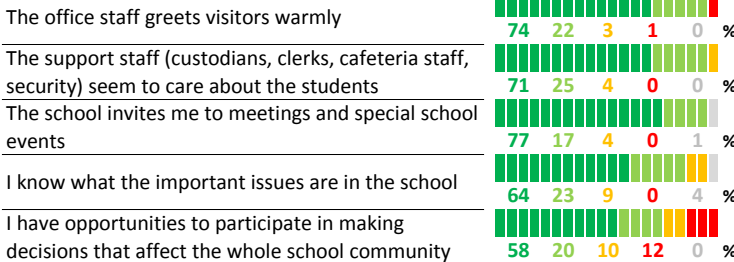 The office staff greets visitors warmly
74 22 3 1 0 %
The support staff (custodians, clerks, cafeteria staff,
security) seem to care about the students
71 25 4 0 0 %
The school invites me to meetings and special school
events
77 17 4 0 1 %
I know what the important issues are in the school
64 23 9 0 4 %
I have opportunities to participate in making
decisions that affect the whole school community
58 20 10 12 0 %